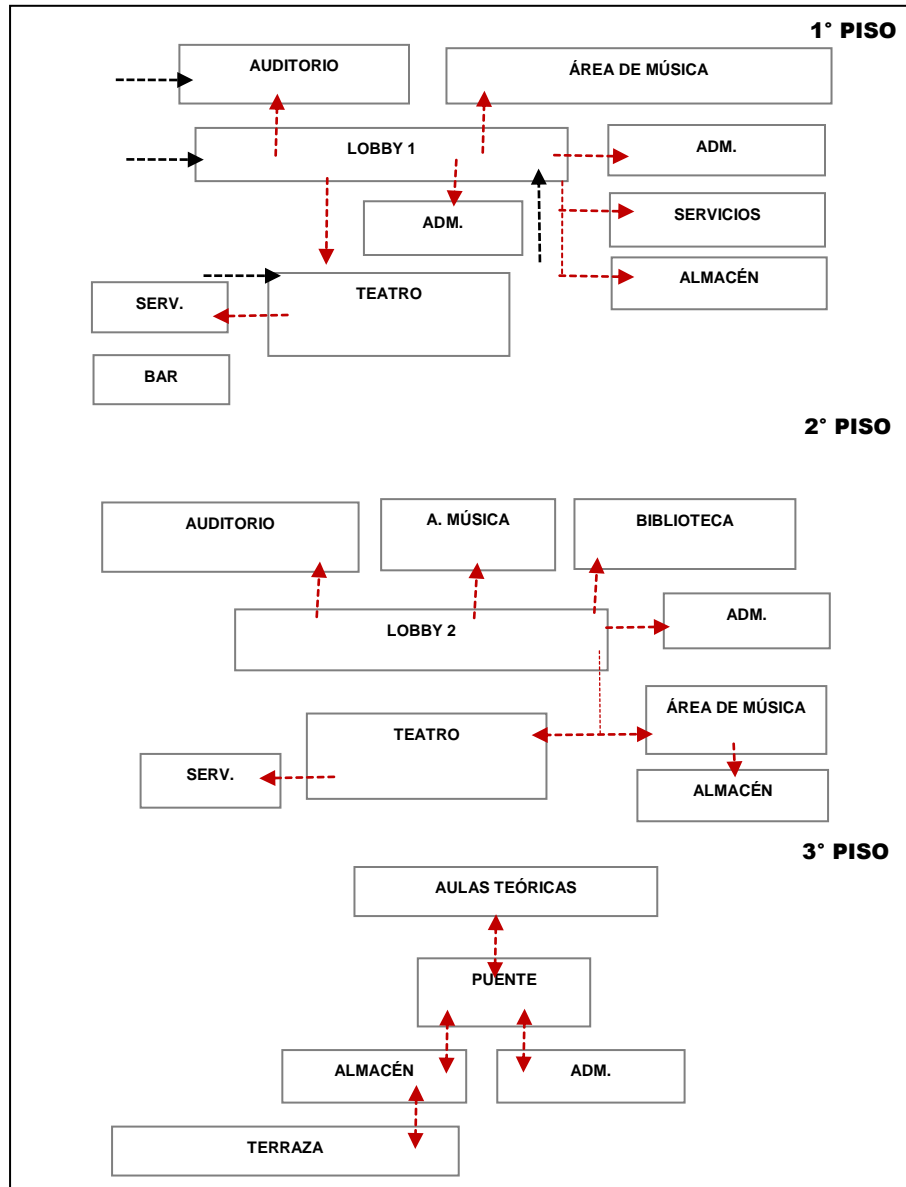 1° PISO
AUDITORIO
ÁREA DE MÚSICA
LOBBY 1
ADM.
ADM.
SERVICIOS
ALMACÉN
TEATRO
SERV.
BAR
2° PISO
AUDITORIO
A. MÚSICA
BIBLIOTECA
LOBBY 2
ADM.
TEATRO
ÁREA DE MÚSICA
SERV.
ALMACÉN
3° PISO
AULAS TEÓRICAS
PUENTE
ALMACÉN
ADM.
TERRAZA